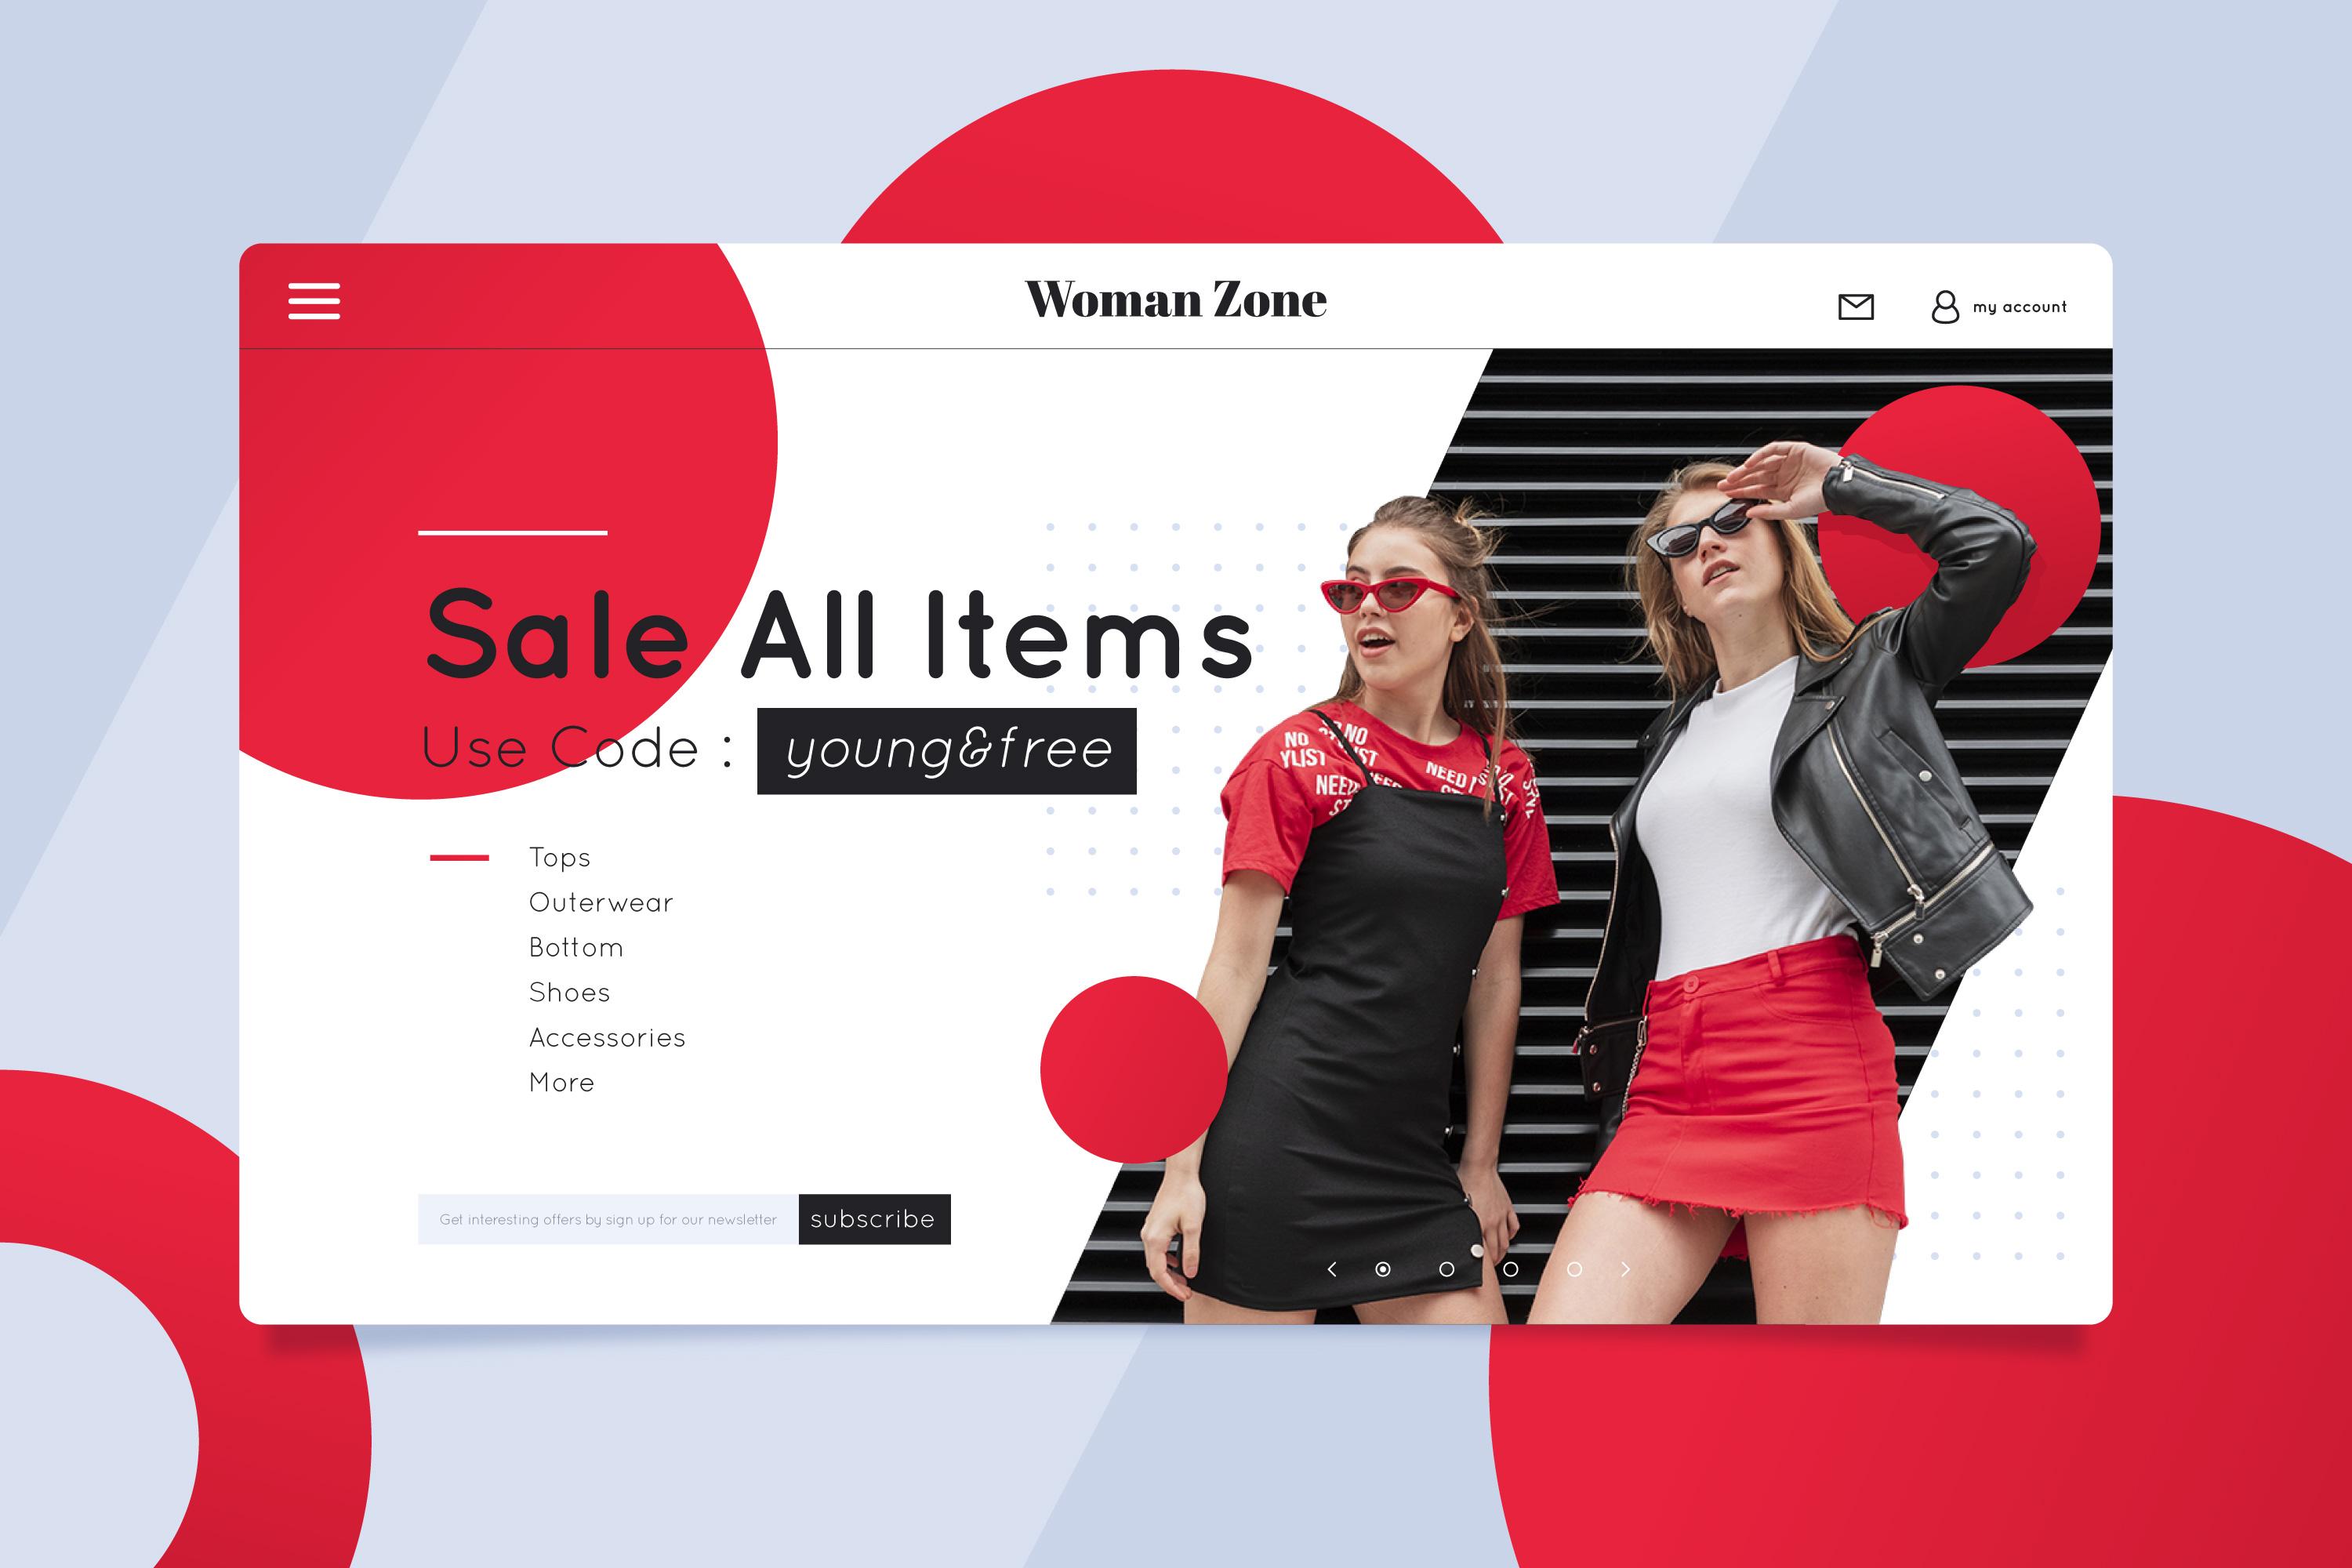 Woman Zone
my account
Sale All Items
Use Code : young&free
Tops
Outerwear
Bottom
Shoes
Accessories
More
Get interesting offers by sign up for our newsletter
subscribe
NO NO
YLIST
NEED